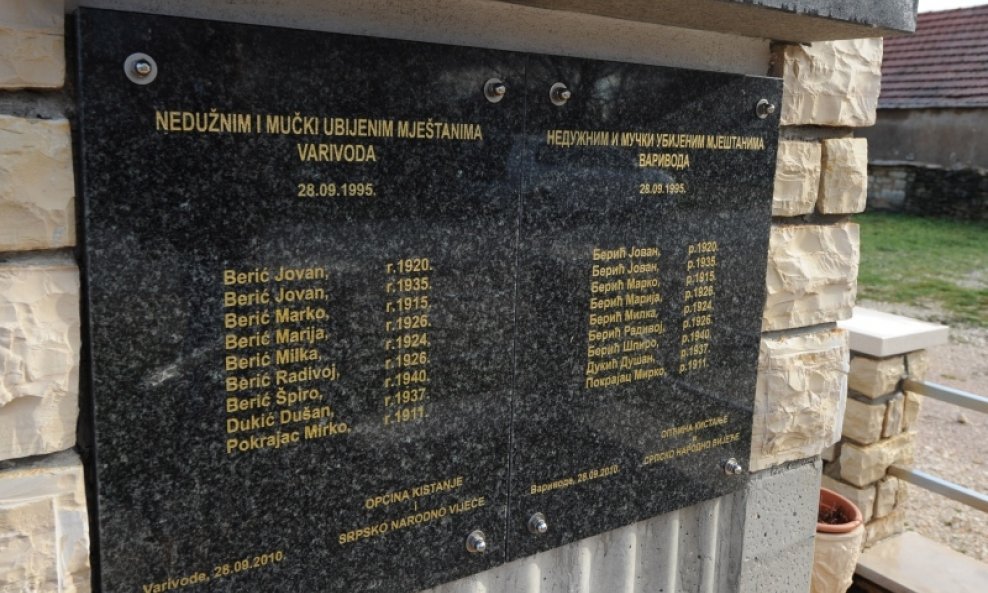 NEDUŽNIM I MUČKI UBIJENIM MJEŠTANIMA
VARIVODA
28.09.1995.
Berić Jovan, r.1920.
Berić Jovan, r.1935.
Berić Marko, r.1915.
Berić Marija, r.1926.
Berić Milka, r.1924.
Berić Radivoj, r.1926.
Berić Špiro, r.1940.
Dukić Dušan, r.1937.
Pokrajac Mirko, r.1911.
OPĆINA KISTANJE
I
SRPSKO NARODNO VIJEĆE
Varivode, 28.09.2010.
НЕДУЖНИМ И МУЧКИ УБИЈЕНИМ МЈЕШТАНИМА
ВАРИВОДА
28.09.1995.
Берић Јован, р.1920.
Берић Јован, р.1935.
Берић Марко, р.1915.
Берић Марија, р.1926.
Берић Милка, р.1924.
Берић Радивој, р.1926.
Берић Шпиро, р.1940.
Дукић Душан, р.1937.
Покрајац Мирко, р.1911.
ОПЋИНА КИСТАЊЕ
И
СРПСКО НАРОДНО ВИЈЕЋЕ
Вариводе, 28.09.2010.